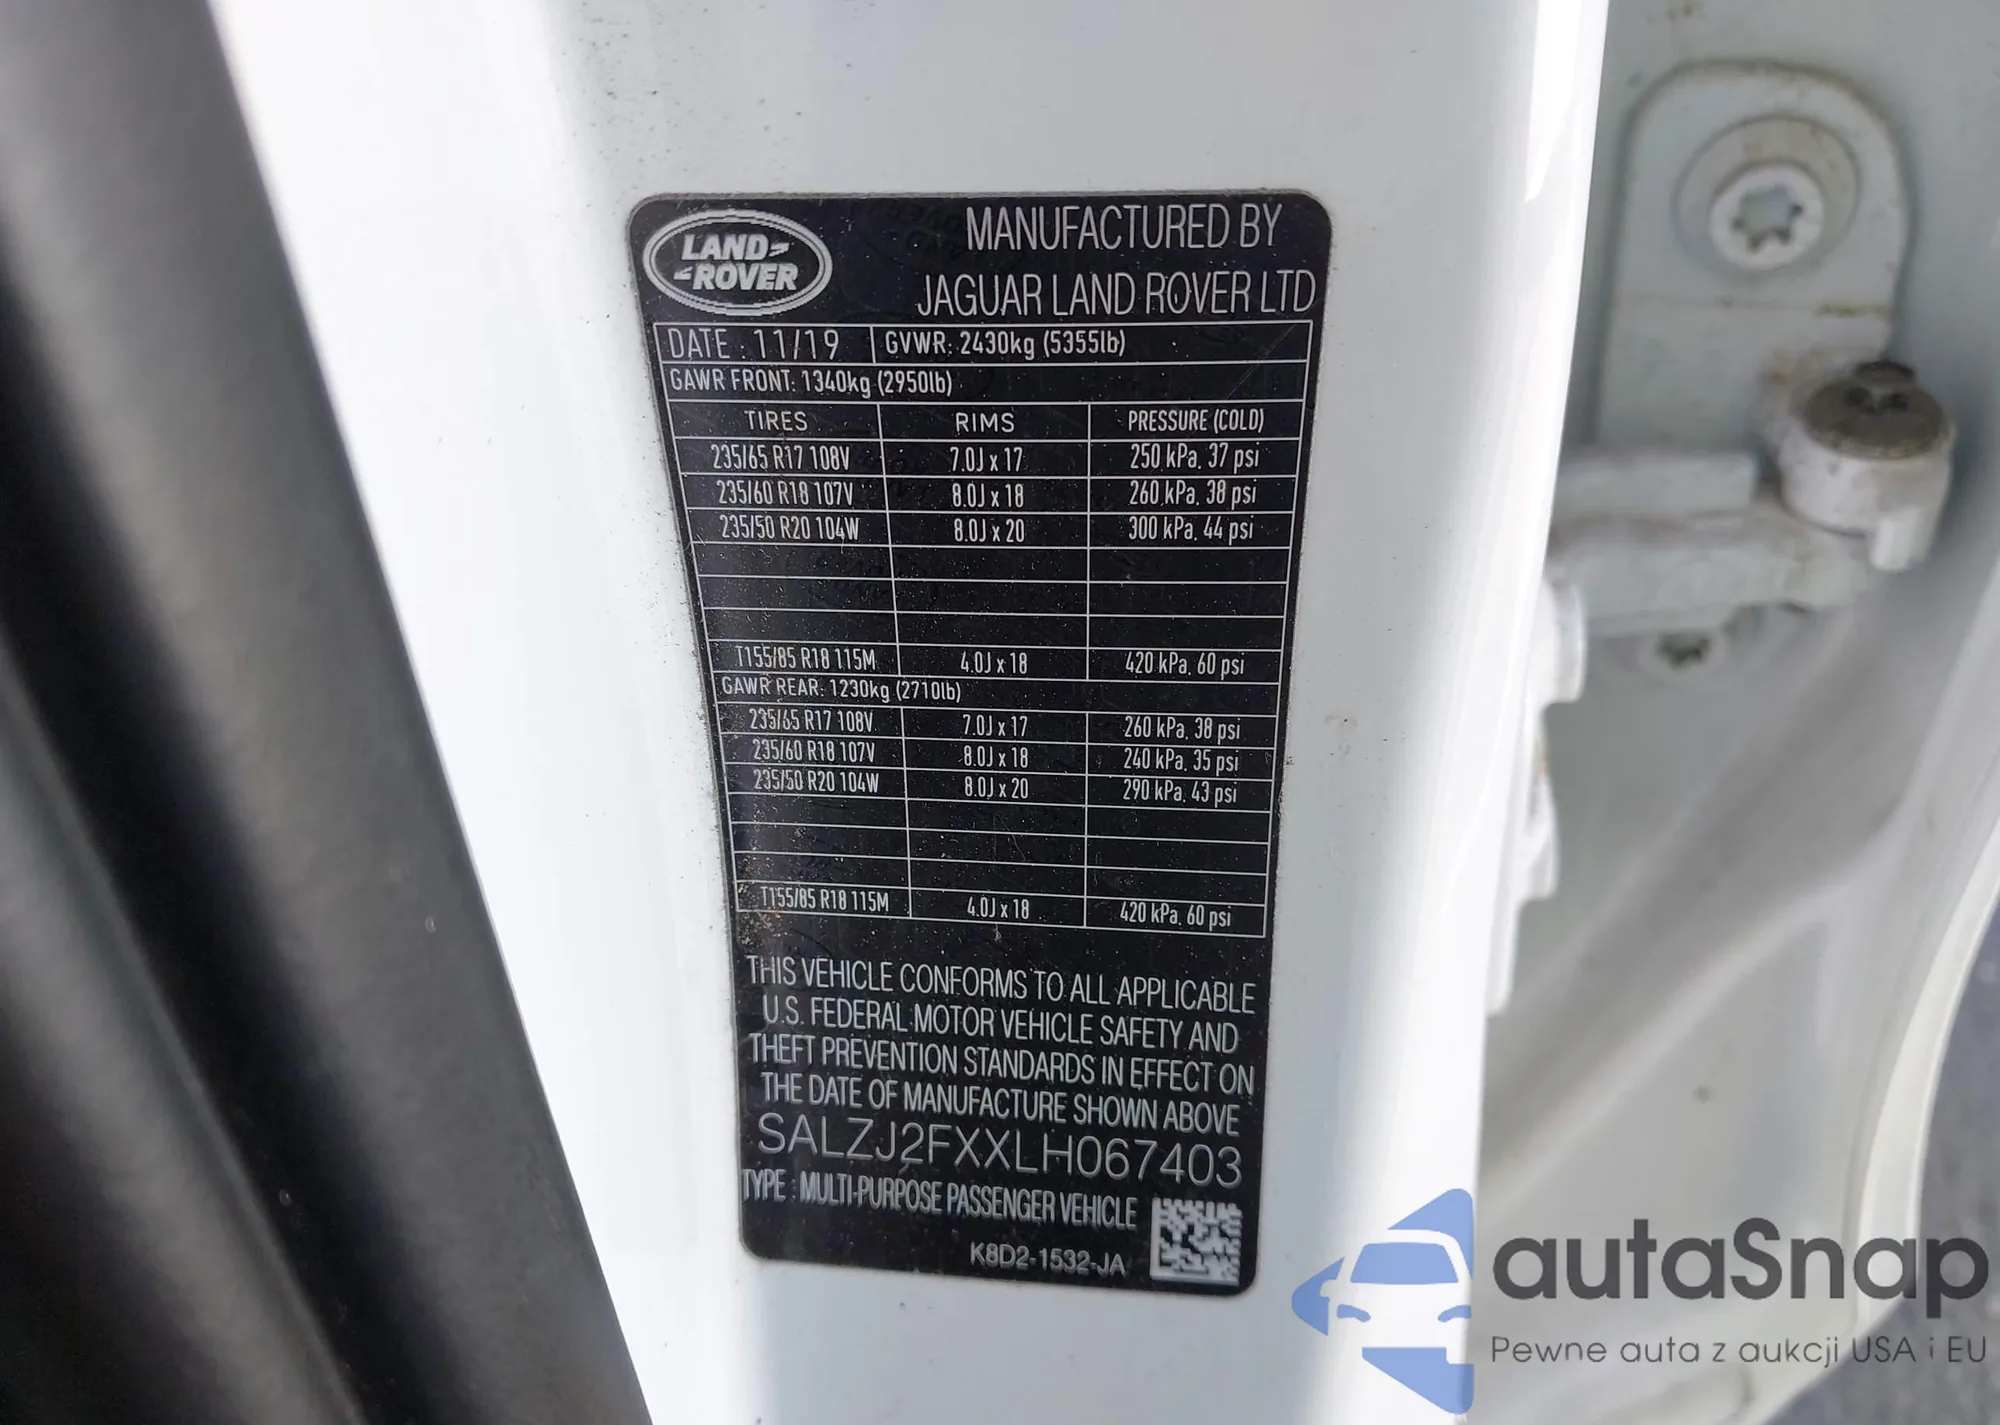 LAND
ROVER
MANUFACTURED BY
JAGUAR LAND ROVER LTD
DATE : 11/19 GVWR: 2430kg (5355lb)
GAWR FRONT: 1340kg (2950lb)
TIRES RIMS PRESSURE (COLD)
235/65 R17 108V 7.0J x 17 250 kPa, 37 psi
235/60 R18 107V 8.0J x 18 260 kPa, 38 psi
235/50 R20 104W 8.0J x 20 300 kPa, 44 psi
T155/85 R18 115M 4.0J x 18 420 kPa, 60 psi
GAWR REAR: 1230kg (2710lb)
235/65 R17 108V 7.0J x 17 260 kPa, 38 psi
235/60 R18 107V 8.0J x 18 240 kPa, 35 psi
235/50 R20 104W 8.0J x 20 290 kPa, 43 psi
T155/85 R18 115M 4.0J x 18 420 kPa, 60 psi
THIS VEHICLE CONFORMS TO ALL APPLICABLE
U.S. FEDERAL MOTOR VEHICLE SAFETY AND
THEFT PREVENTION STANDARDS IN EFFECT ON
THE DATE OF MANUFACTURE SHOWN ABOVE
SALZJ2FXXLH067403
TYPE : MULTI-PURPOSE PASSENGER VEHICLE
K8D2-1532-JA
autaSnap
Pewne auta z aukcji USA i EU